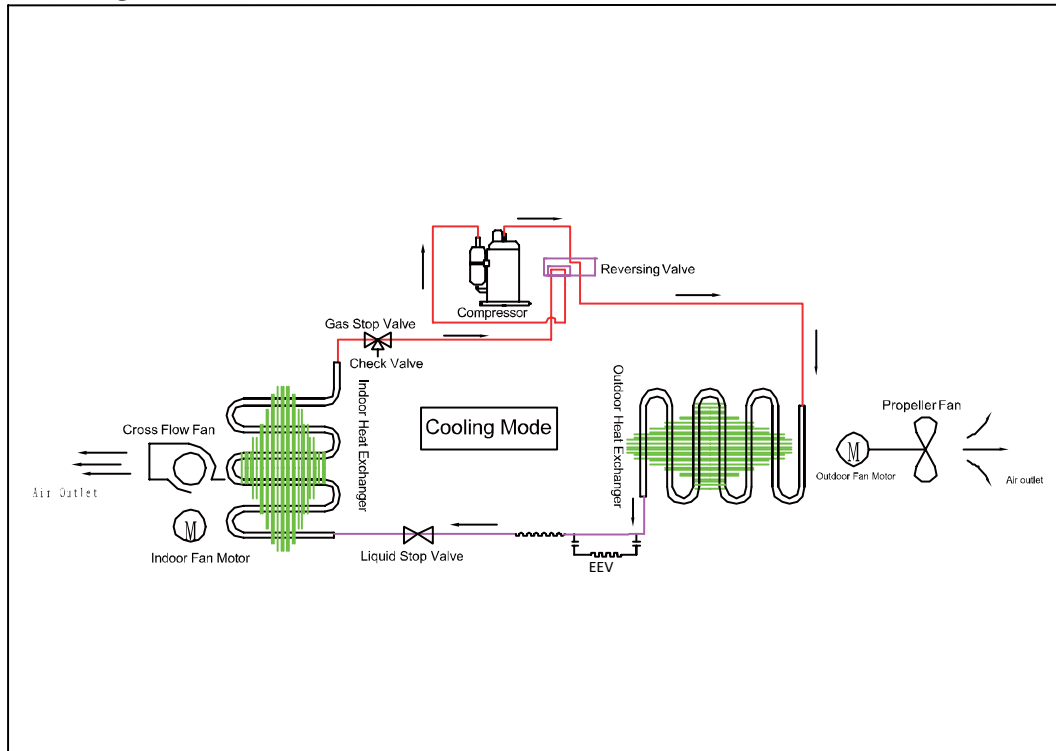 Reversing Valve
Compressor
Gas Stop Valve
Check Valve
Indoor Heat Exchanger
Outdoor Heat Exchanger
Cooling Mode
Propeller Fan
Cross Flow Fan
M
Outdoor Fan Motor
Air outlet
Air Outlet
M
Indoor Fan Motor
Liquid Stop Valve
EEV